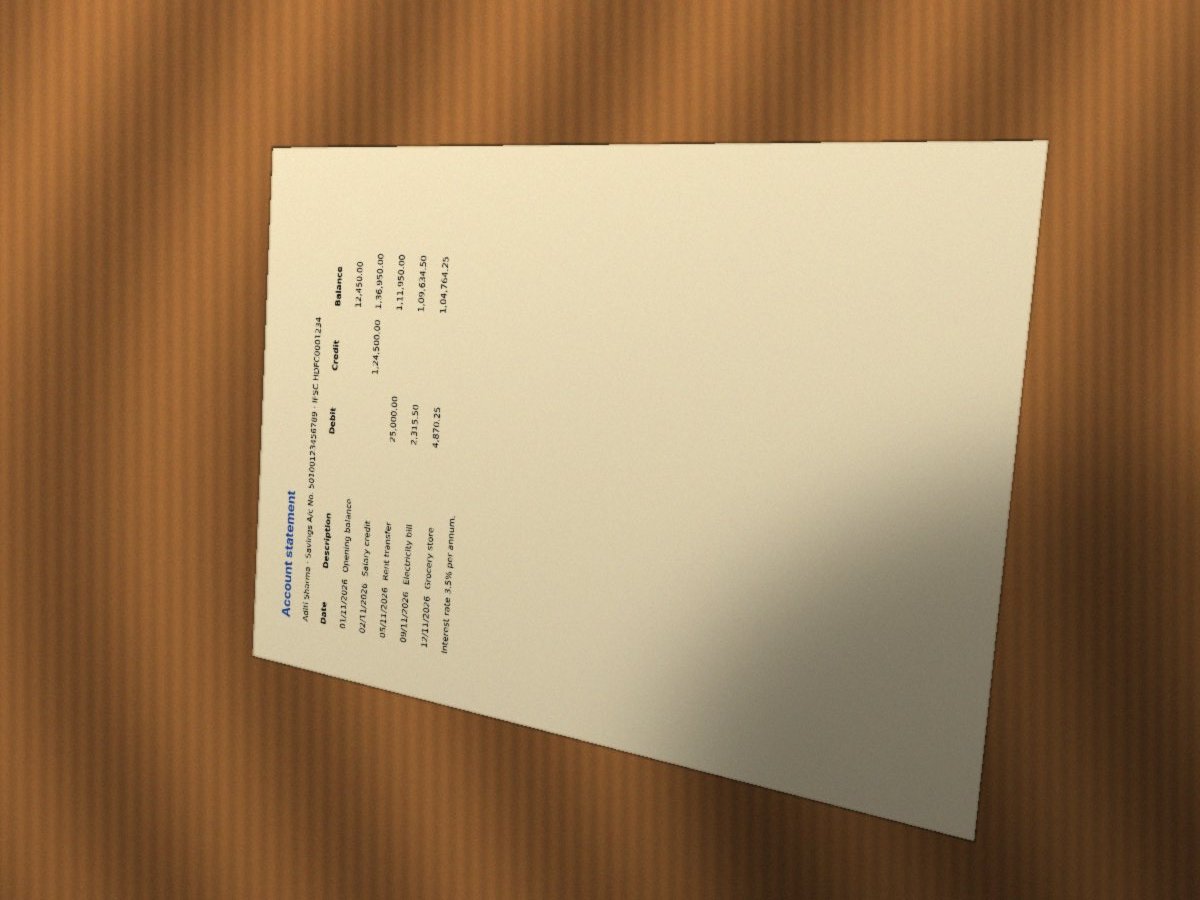 Account statement
Aditi Sharma · Savings A/c No. 50100123456789 · IFSC HDFC0001234
Date Description Debit Credit Balance
01/11/2026 Opening balance 12,450.00
02/11/2026 Salary credit 1,24,500.00 1,36,950.00
05/11/2026 Rent transfer 25,000.00 1,11,950.00
09/11/2026 Electricity bill 2,315.50 1,09,634.50
12/11/2026 Grocery store 4,870.25 1,04,764.25
Interest rate 3.5% per annum.